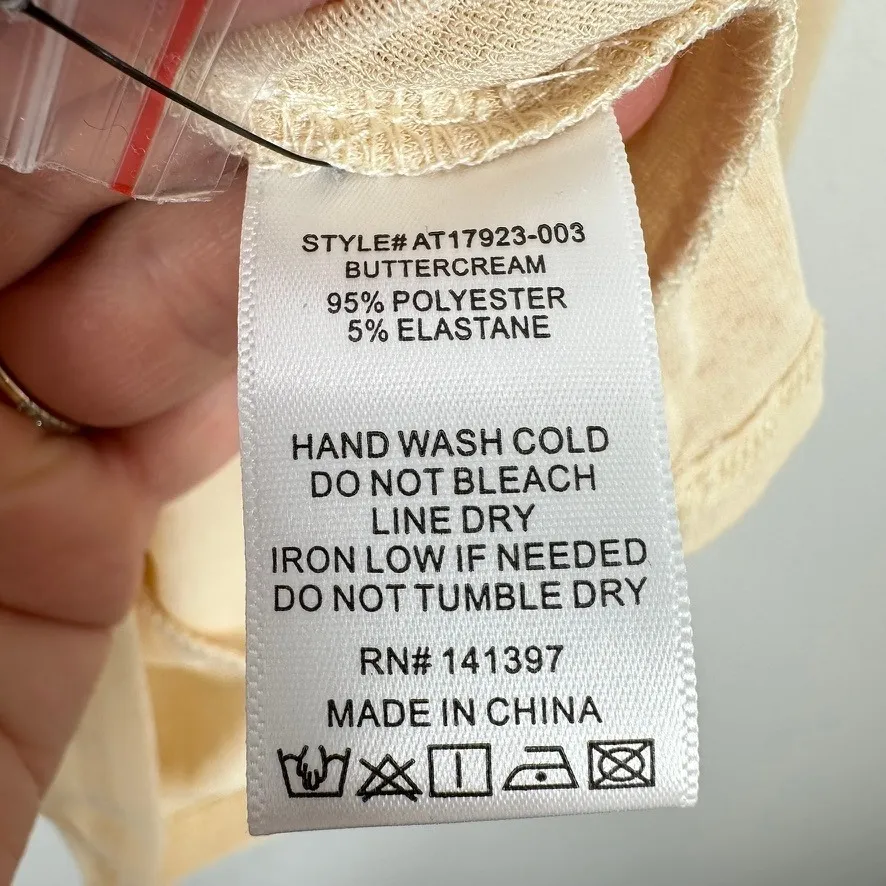 STYLE# AT17923-003
BUTTERCREAM
95% POLYESTER
5% ELASTANE
HAND WASH COLD
DO NOT BLEACH
LINE DRY
IRON LOW IF NEEDED
DO NOT TUMBLE DRY
RN# 141397
MADE IN CHINA